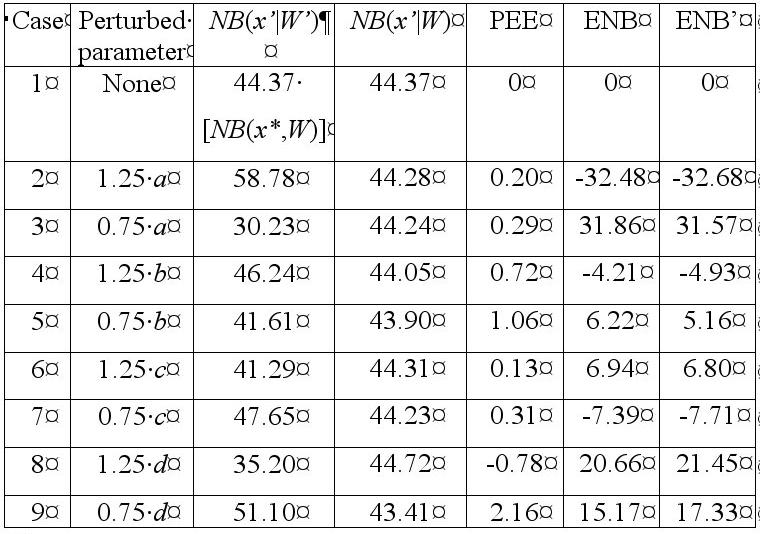 Case¤ Perturbed· NB(x’|W’)¶ NB(x’|W)¤ PEE¤ ENB¤ ENB’¤
parameter¤ ¤
1¤ None¤ 44.37· 44.37¤ 0¤ 0¤ 0¤
[NB(x*,W)]¤
2¤ 1.25·a¤ 58.78¤ 44.28¤ 0.20¤ -32.48¤ -32.68¤
3¤ 0.75·a¤ 30.23¤ 44.24¤ 0.29¤ 31.86¤ 31.57¤
4¤ 1.25·b¤ 46.24¤ 44.05¤ 0.72¤ -4.21¤ -4.93¤
5¤ 0.75·b¤ 41.61¤ 43.90¤ 1.06¤ 6.22¤ 5.16¤
6¤ 1.25·c¤ 41.29¤ 44.31¤ 0.13¤ 6.94¤ 6.80¤
7¤ 0.75·c¤ 47.65¤ 44.23¤ 0.31¤ -7.39¤ -7.71¤
8¤ 1.25·d¤ 35.20¤ 44.72¤ -0.78¤ 20.66¤ 21.45¤
9¤ 0.75·d¤ 51.10¤ 43.41¤ 2.16¤ 15.17¤ 17.33¤